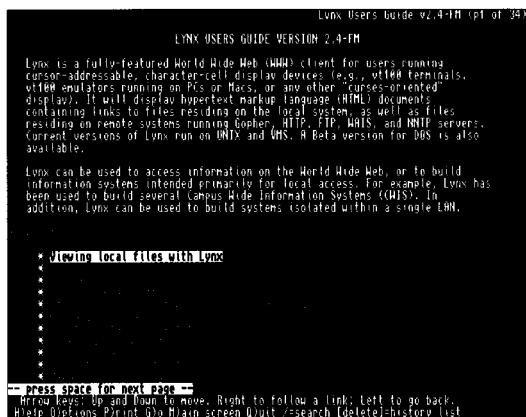 Lynx Users Guide v2.4-FM (p1 of 34)
LYNX USERS GUIDE VERSION 2.4-FM
Lynx is a fully-featured World Wide Web (WWW) client for users running
cursor-addressable, character-cell display devices (e.g., vt100 terminals,
vt100 emulators running on PCs or Macs, or any other "curses-oriented"
display). It will display hypertext markup language (HTML) documents
containing links to files residing on the local system, as well as files
residing on remote systems running Gopher, HTTP, FTP, WAIS, and NNTP servers.
Current versions of Lynx run on UNIX and VMS. A Beta version for DOS is also
available.
Lynx can be used to access information on the World Wide Web, or to build
information systems intended primarily for local access. For example, Lynx has
been used to build several Campus Wide Information Systems (CWIS). In
addition, Lynx can be used to build systems isolated within a single LAN.
* Viewing local files with Lynx
*
*
*
*
*
*
*
-- press space for next page --
Arrow keys: Up and Down to move. Right to follow a link; Left to go back.
H)elp O)ptions P)rint G)o M)ain screen Q)uit /=search [delete]=history list